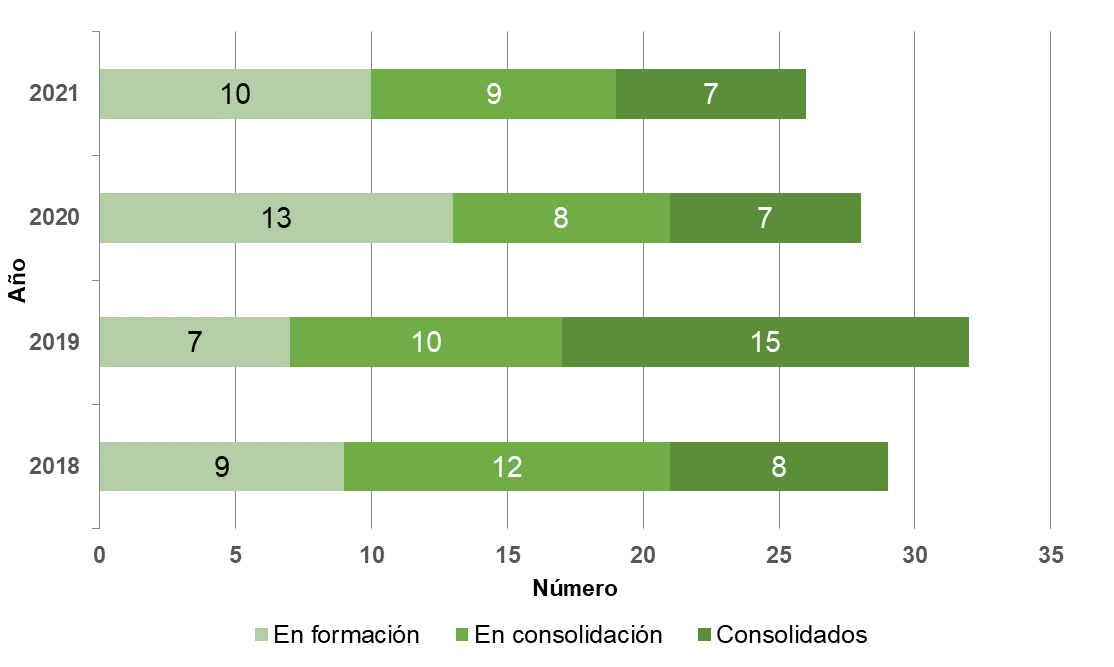 2021
10 9 7
2020
13 8 7
Año
2019
7 10 15
2018
9 12 8
0 5 10 15 20 25 30 35
Número
En formación En consolidación Consolidados